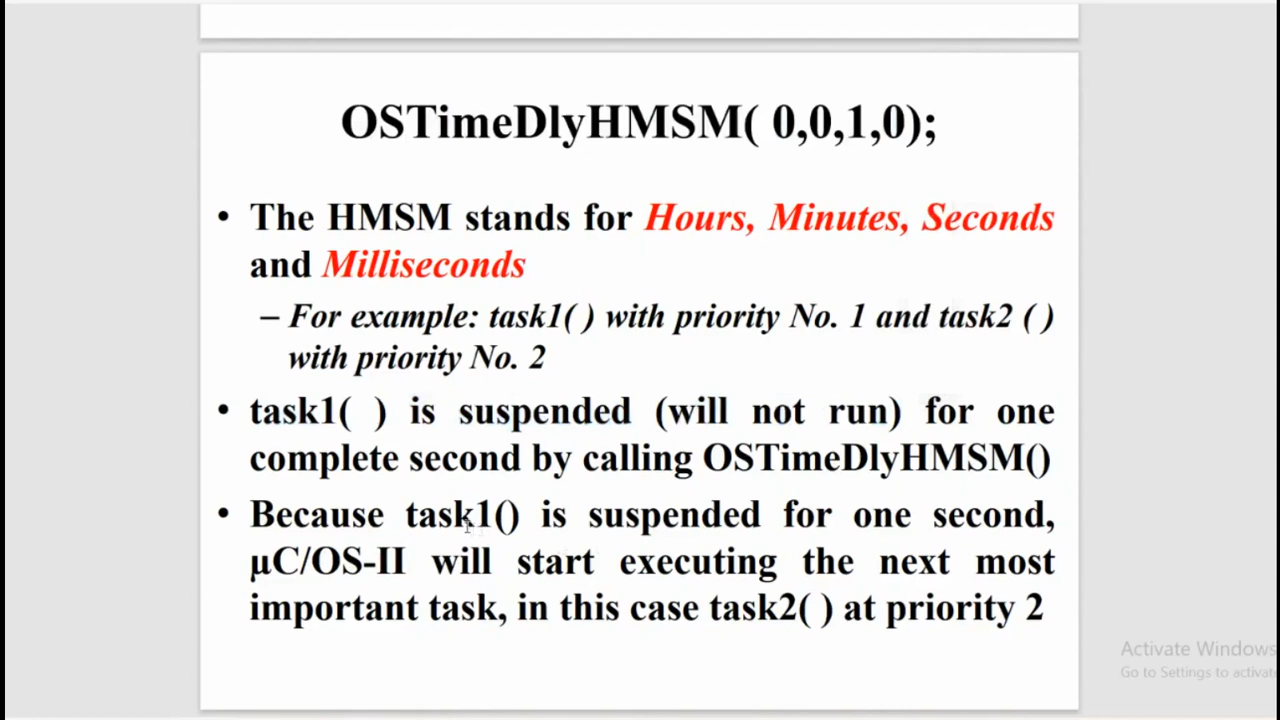 OSTimeDlyHMSM( 0,0,1,0);
• The HMSM stands for Hours, Minutes, Seconds
and Milliseconds
– For example: task1( ) with priority No. 1 and task2 ( )
with priority No. 2
• task1( ) is suspended (will not run) for one
complete second by calling OSTimeDlyHMSM()
• Because task1() is suspended for one second,
µC/OS-II will start executing the next most
important task, in this case task2( ) at priority 2
Activate Windows
Go to Settings to activate